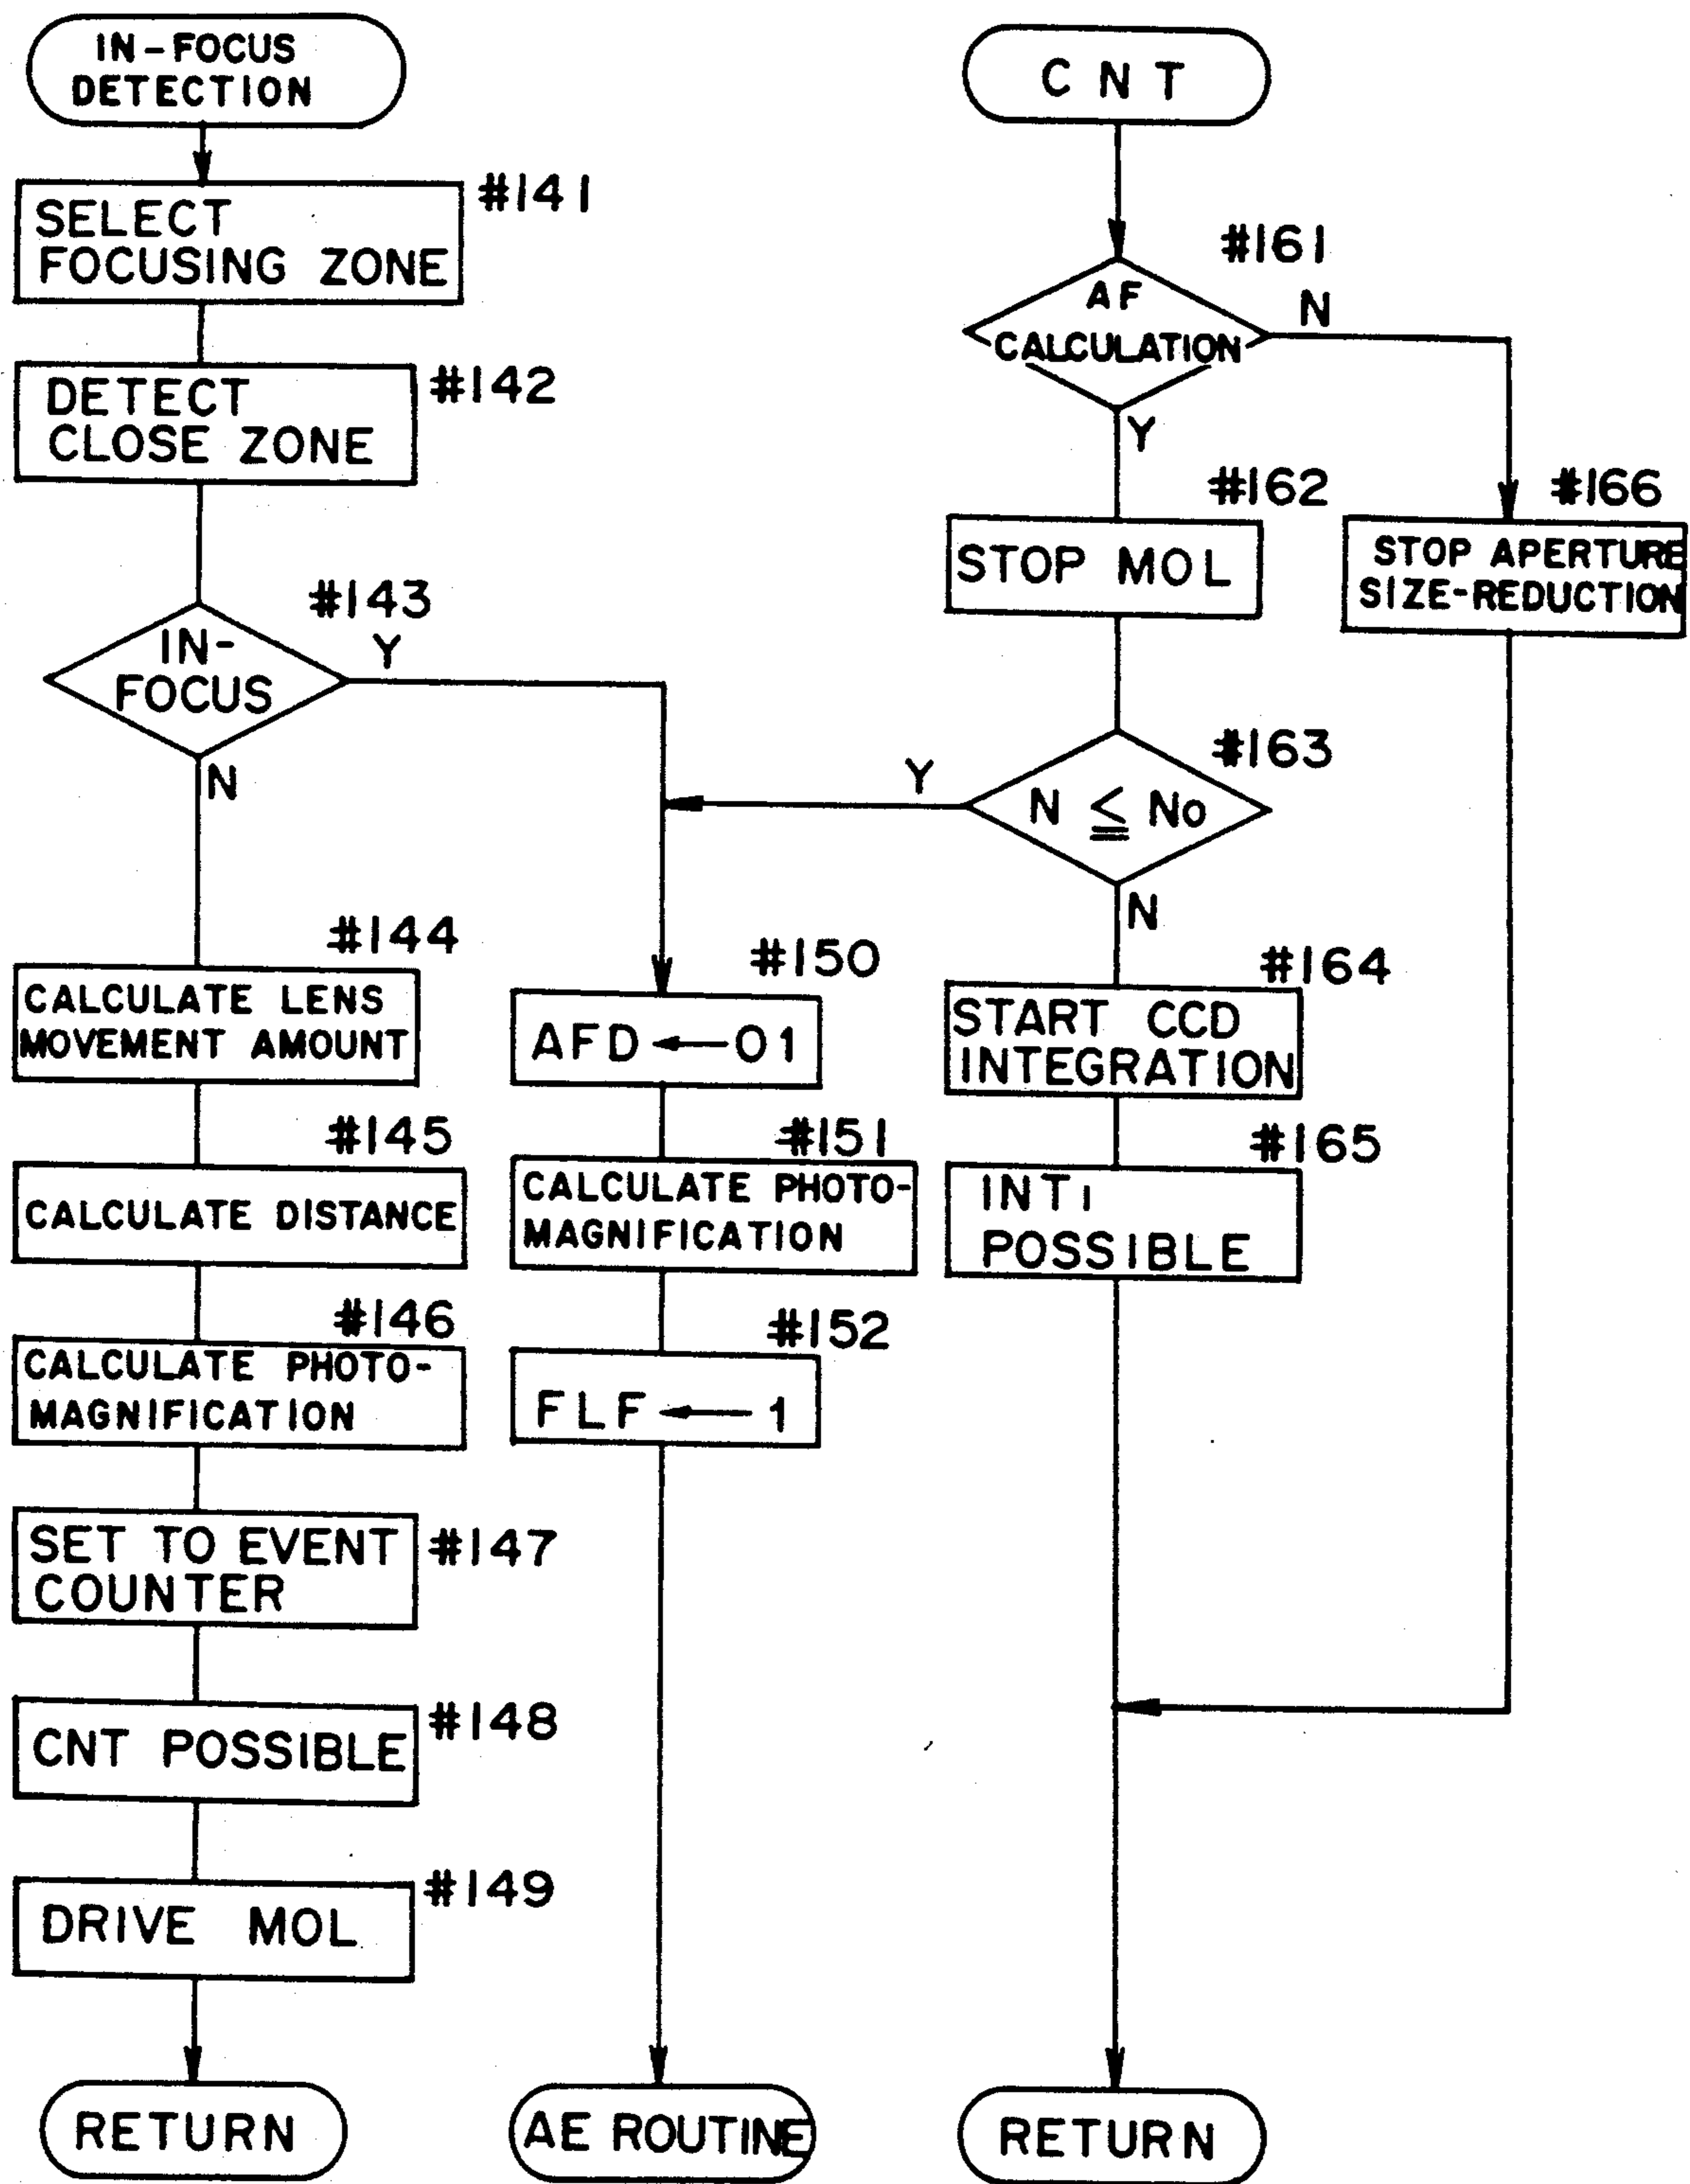 IN-FOCUS
DETECTION
#141
SELECT
FOCUSING ZONE
#142
DETECT
CLOSE ZONE
#143
IN-
FOCUS
Y
N
#144
CALCULATE LENS
MOVEMENT AMOUNT
#145
CALCULATE DISTANCE
#146
CALCULATE PHOTO-
MAGNIFICATION
SET TO EVENT
COUNTER
#147
CNT POSSIBLE
#148
DRIVE MOL
#149
RETURN
#150
AFD ← 01
#151
CALCULATE PHOTO-
MAGNIFICATION
#152
FLF ← 1
AE ROUTINE
CNT
#161
AF
CALCULATION
N
Y
#162
STOP MOL
#163
N ≦ No
Y
N
#164
START CCD
INTEGRATION
#165
INT1
POSSIBLE
RETURN
#166
STOP APERTURE
SIZE-REDUCTION